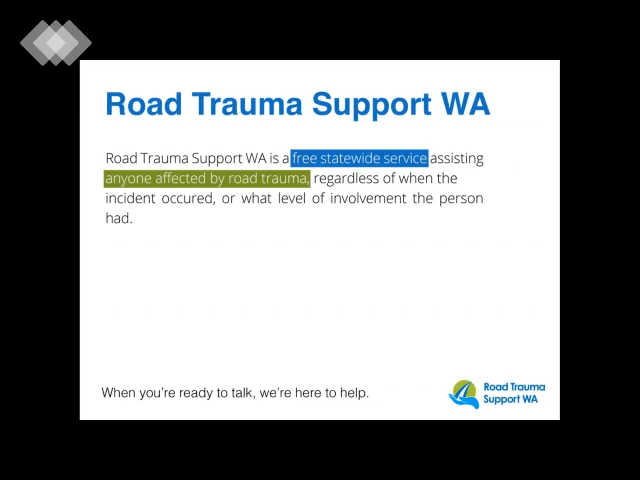 Road Trauma Support WA
Road Trauma Support WA is a free statewide service assisting
anyone affected by road trauma, regardless of when the
incident occured, or what level of involvement the person
had.
When you're ready to talk, we're here to help.
Road Trauma
Support WA